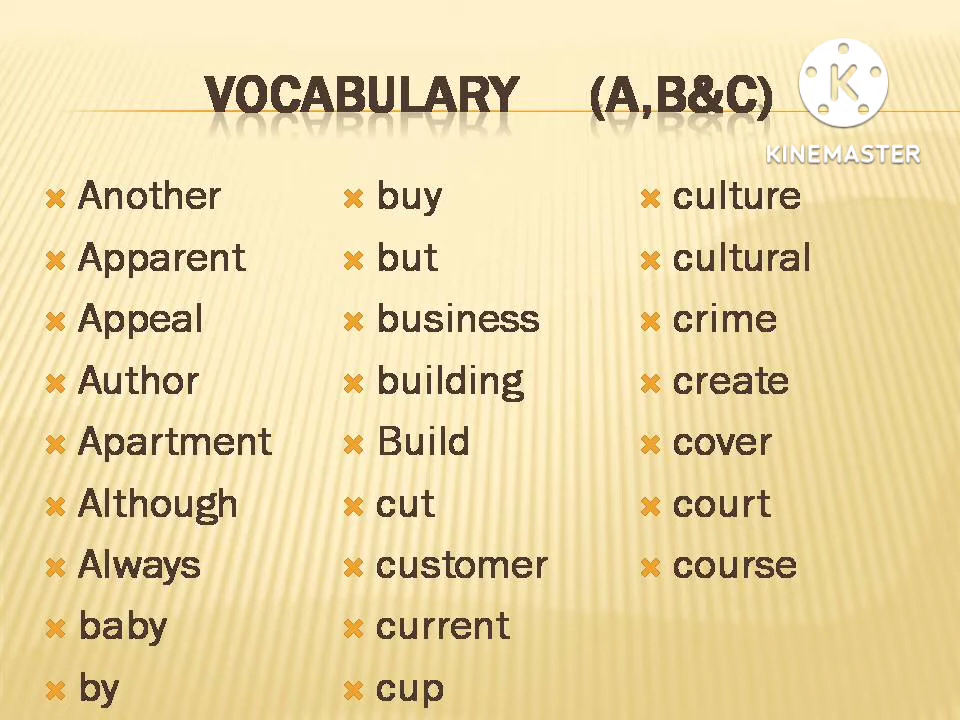 VOCABULARY (A,B&C)
K
KINEMASTER
Another
Apparent
Appeal
Author
Apartment
Although
Always
baby
by
buy
but
business
building
Build
cut
customer
current
cup
culture
cultural
crime
create
cover
court
course